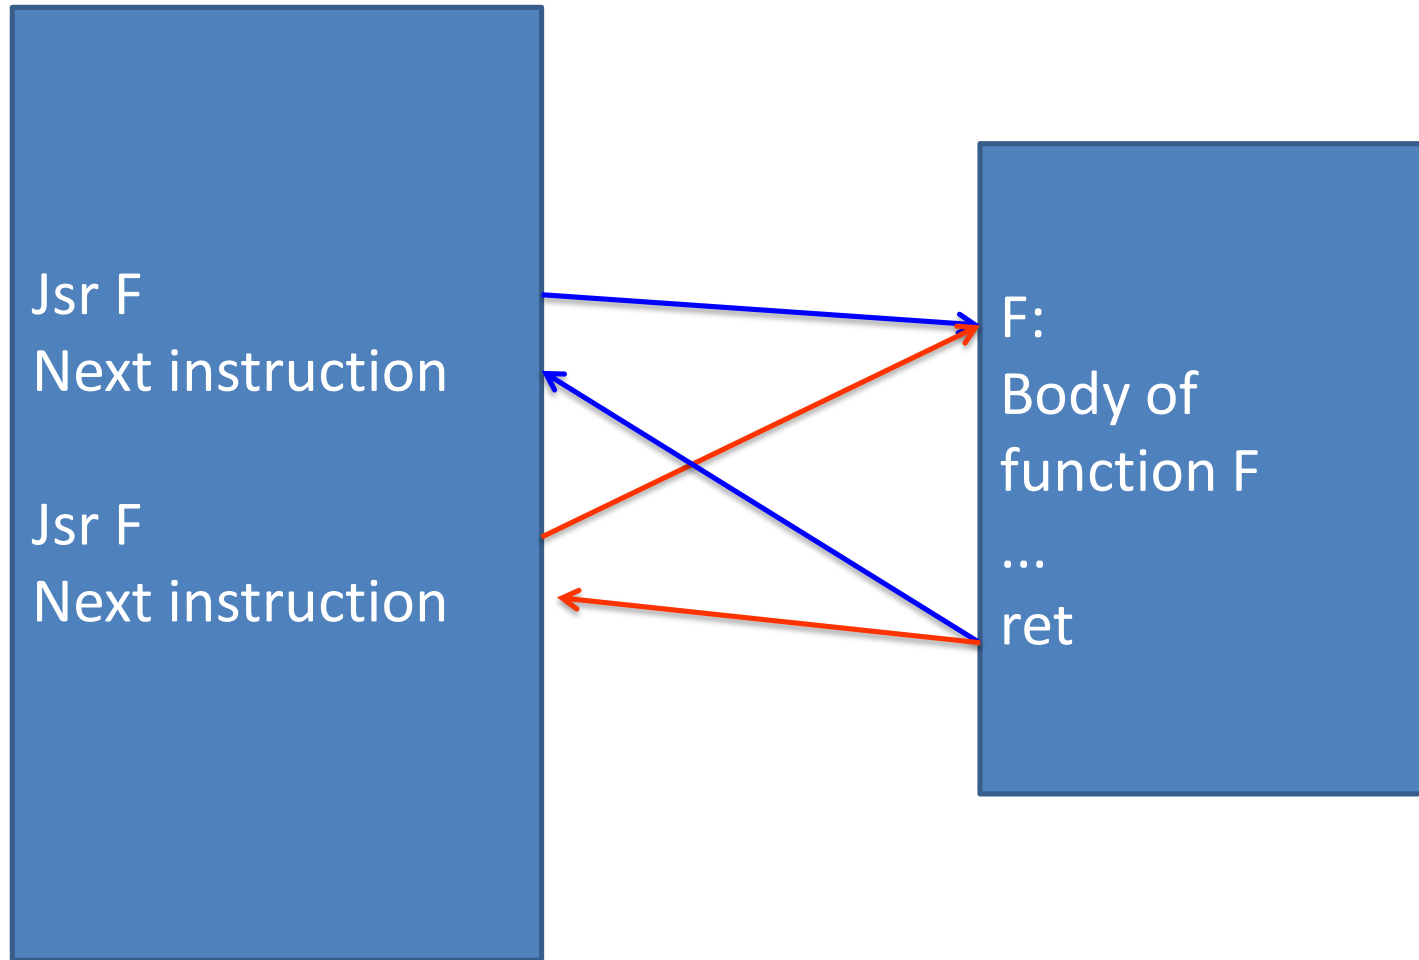 Jsr F
Next instruction
Jsr F
Next instruction
F:
Body of
function F
...
ret